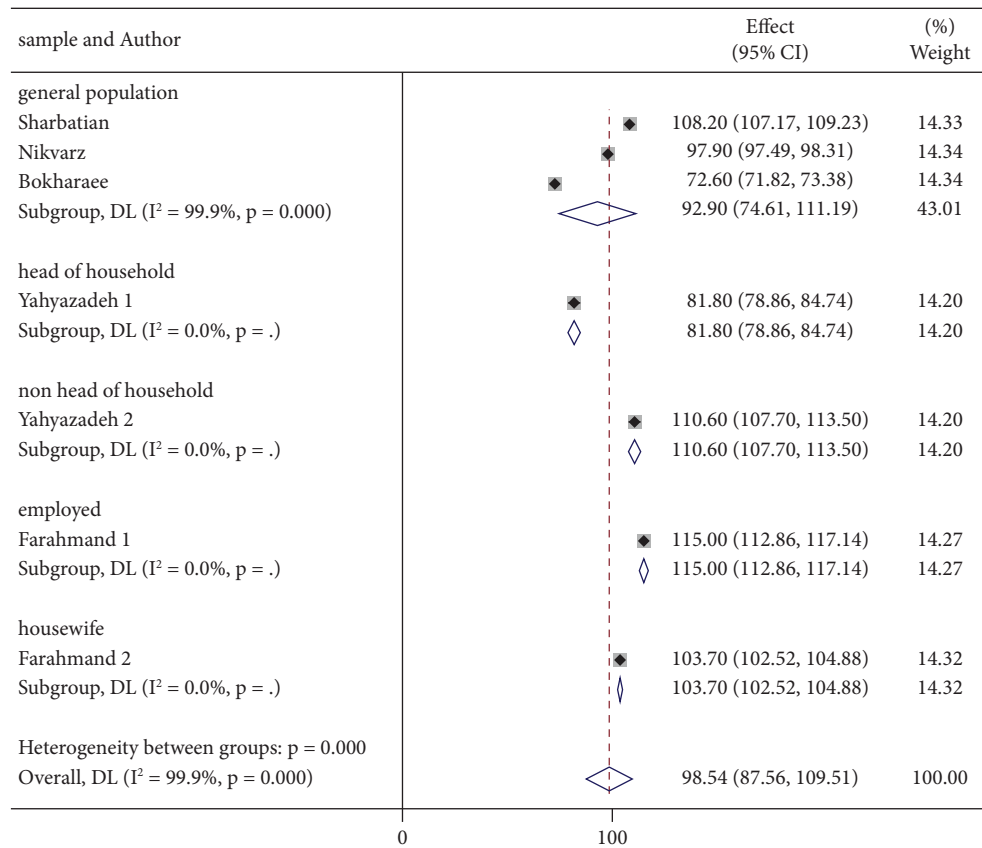 sample and Author Effect (95% CI) (%) Weight
general population
Sharbatian 108.20 (107.17, 109.23) 14.33
Nikvarz 97.90 (97.49, 98.31) 14.34
Bokharaee 72.60 (71.82, 73.38) 14.34
Subgroup, DL (I² = 99.9%, p = 0.000) 92.90 (74.61, 111.19) 43.01
head of household
Yahyazadeh 1 81.80 (78.86, 84.74) 14.20
Subgroup, DL (I² = 0.0%, p = .) 81.80 (78.86, 84.74) 14.20
non head of household
Yahyazadeh 2 110.60 (107.70, 113.50) 14.20
Subgroup, DL (I² = 0.0%, p = .) 110.60 (107.70, 113.50) 14.20
employed
Farahmand 1 115.00 (112.86, 117.14) 14.27
Subgroup, DL (I² = 0.0%, p = .) 115.00 (112.86, 117.14) 14.27
housewife
Farahmand 2 103.70 (102.52, 104.88) 14.32
Subgroup, DL (I² = 0.0%, p = .) 103.70 (102.52, 104.88) 14.32
Heterogeneity between groups: p = 0.000
Overall, DL (I² = 99.9%, p = 0.000) 98.54 (87.56, 109.51) 100.00
0 100